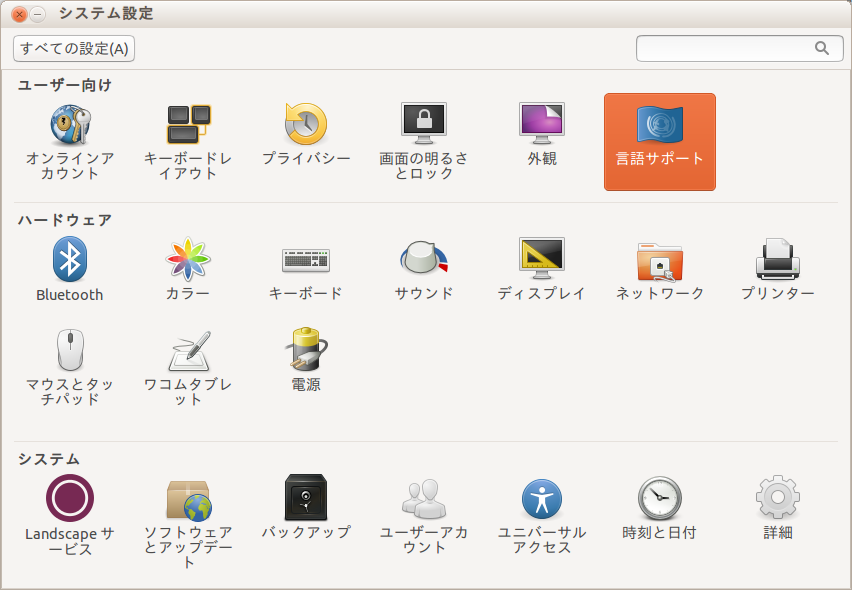 システム設定
すべての設定(A)
ユーザー向け
オンラインア
カウント
キーボードレ
イアウト
プライバシー
画面の明るさ
とロック
外観
言語サポート
ハードウェア
Bluetooth
カラー
キーボード
サウンド
ディスプレイ
ネットワーク
プリンター
マウスとタッ
チパッド
ワコムタブレ
ット
電源
システム
Landscape サ
ービス
ソフトウェア
とアップデー
ト
バックアップ
ユーザーアカ
ウント
ユニバーサル
アクセス
時刻と日付
詳細